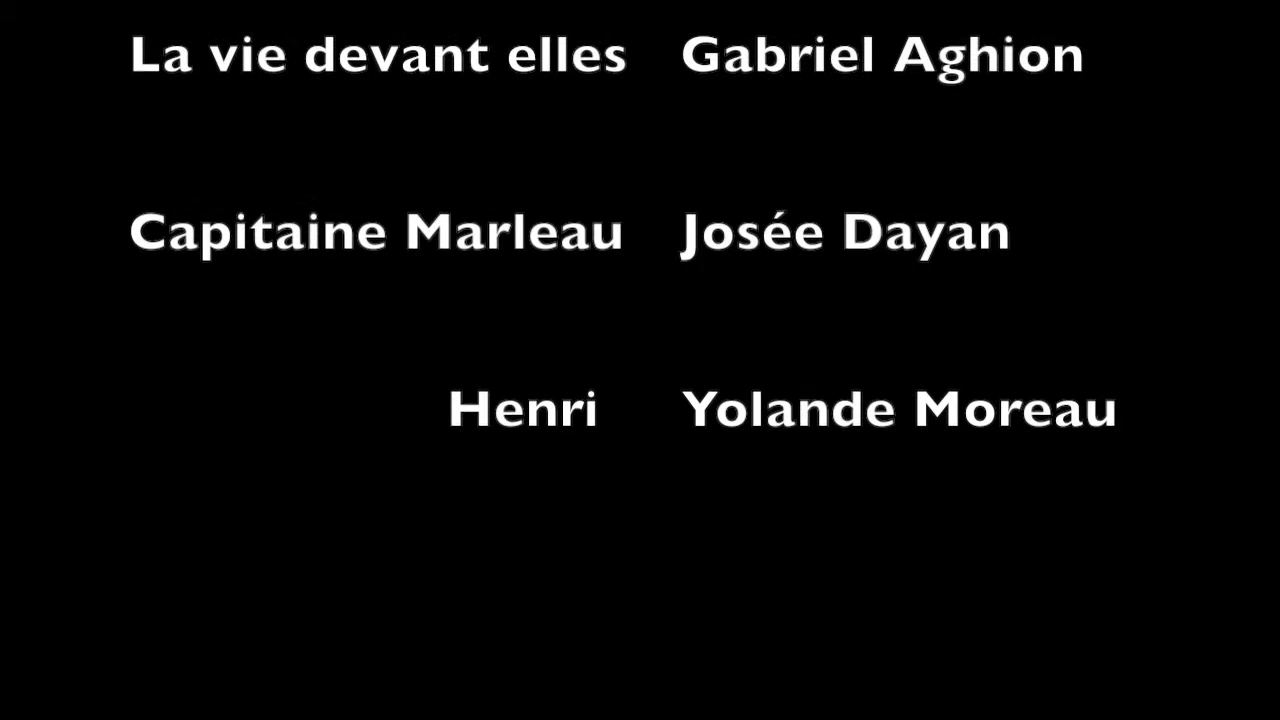 La vie devant elles Gabriel Aghion
Capitaine Marleau Josée Dayan
Henri Yolande Moreau